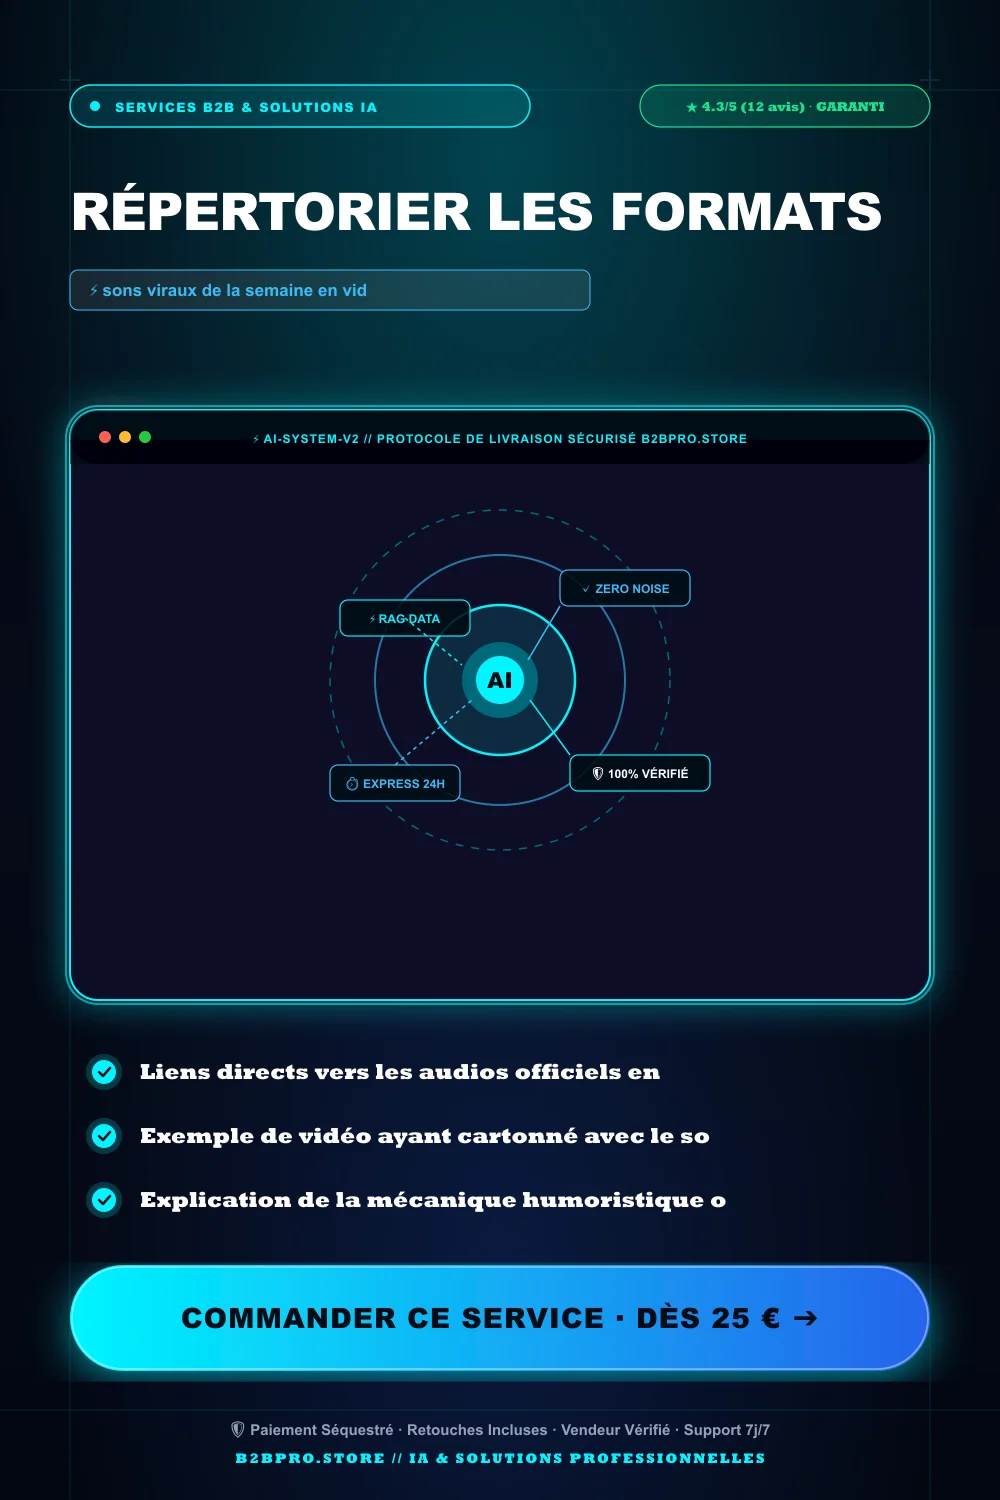 SERVICES B2B & SOLUTIONS IA
★ 4.3/5 (12 avis) · GARANTI
RÉPERTORIER LES FORMATS
⚡ sons viraux de la semaine en vid
⚡ AI-SYSTEM-V2 // PROTOCOLE DE LIVRAISON SÉCURISÉ B2BPRO.STORE
✓ ZERO NOISE
⚡ RAG DATA
AI
⏱ EXPRESS 24H
🛡 100% VÉRIFIÉ
Liens directs vers les audios officiels en
Exemple de vidéo ayant cartonné avec le so
Explication de la mécanique humoristique o
COMMANDER CE SERVICE · DÈS 25 € ➔
🛡 Paiement Séquestré · Retouches Incluses · Vendeur Vérifié · Support 7j/7
B2BPRO.STORE // IA & SOLUTIONS PROFESSIONNELLES